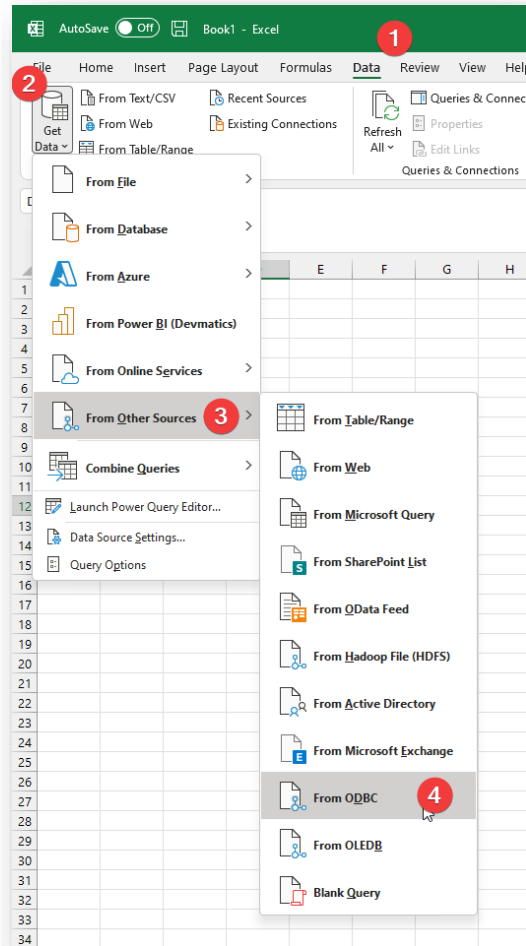 AutoSave Off Book1 - Excel
1
File Home Insert Page Layout Formulas Data Review View Help
2
Get
Data
From Text/CSV
From Web
From Table/Range
Recent Sources
Existing Connections
Refresh
All
Queries & Connec
Properties
Edit Links
Queries & Connections
From File
From Database
From Azure
From Power BI (Devmatics)
From Online Services
From Other Sources 3
Combine Queries
Launch Power Query Editor...
Data Source Settings...
Query Options
From Table/Range
From Web
From Microsoft Query
From SharePoint List
From OData Feed
From Hadoop File (HDFS)
From Active Directory
From Microsoft Exchange
From ODBC 4
From OLEDB
Blank Query
E F G H
1
2
3
4
5
6
7
8
9
10
11
12
13
14
15
16
17
18
19
20
21
22
23
24
25
26
27
28
29
30
31
32
33
34